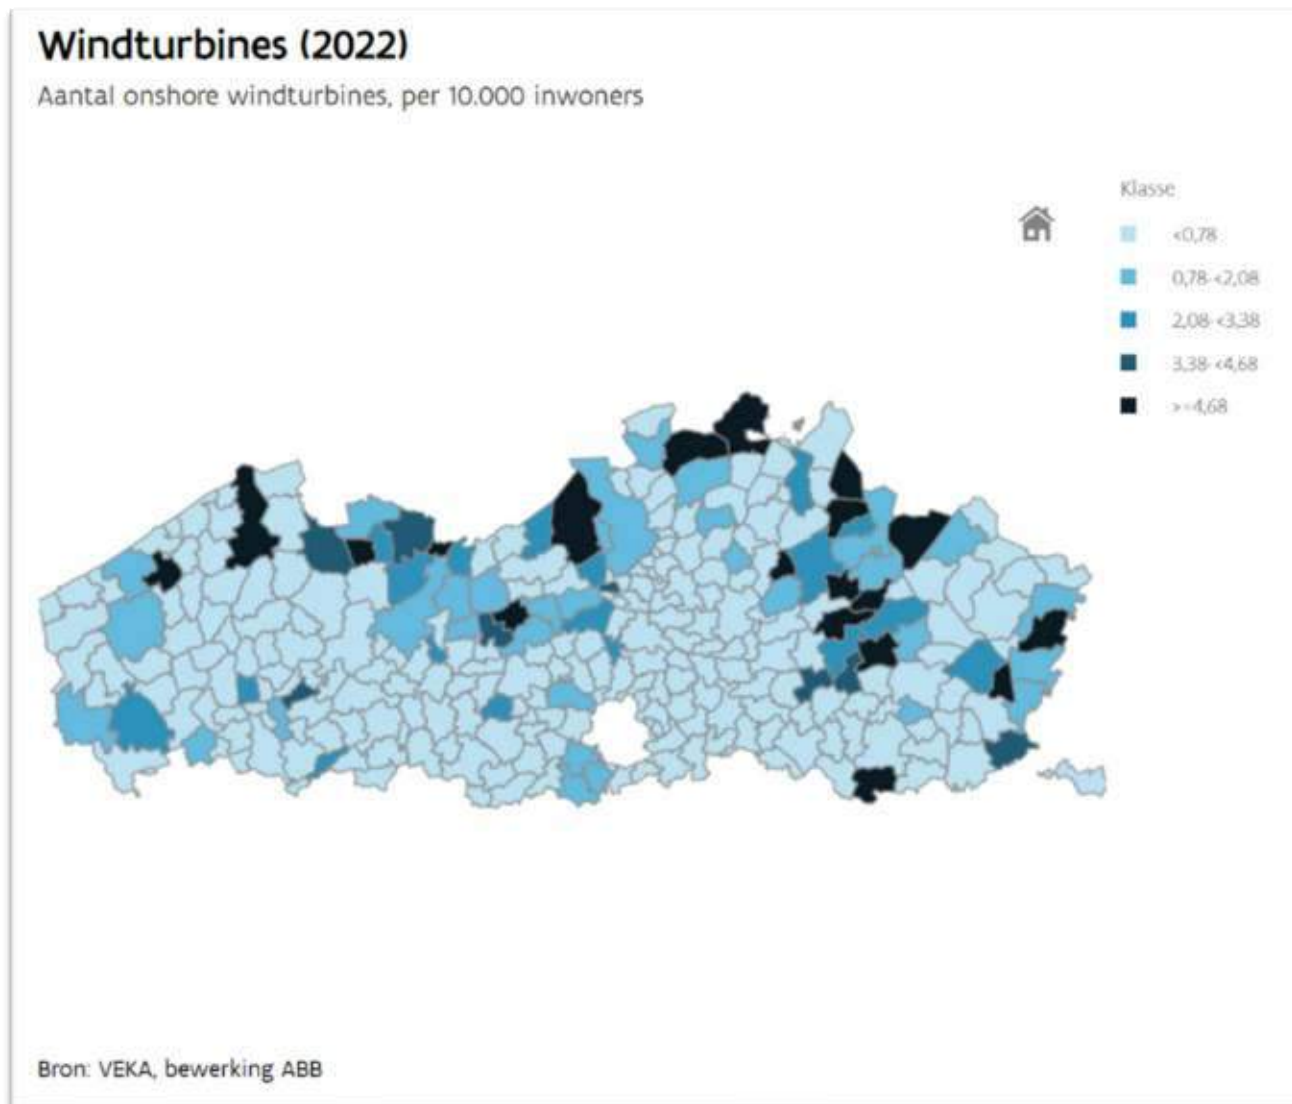 Windturbines (2022)
Aantal onshore windturbines, per 10.000 inwoners
Klasse
<0,78
0,78-<2,08
2,08-<3,38
3,38-<4,68
>=4,68
Bron: VEKA, bewerking ABB